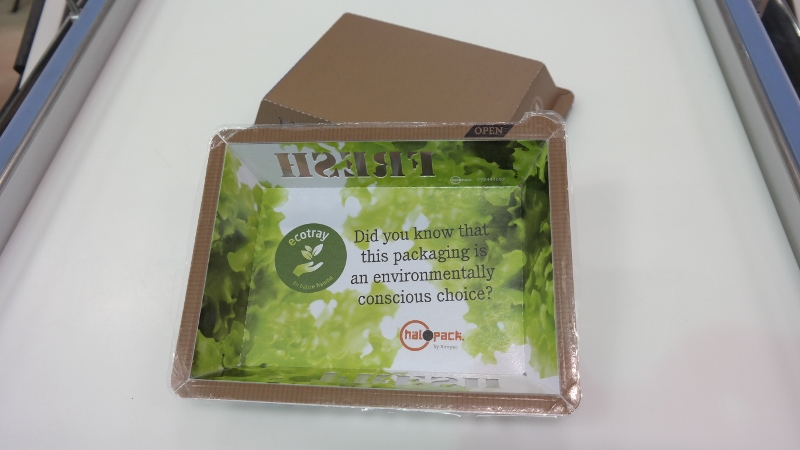 OPEN
FRESH
ecotray
Did you know that
this packaging is
an environmentally
conscious choice?
halopack